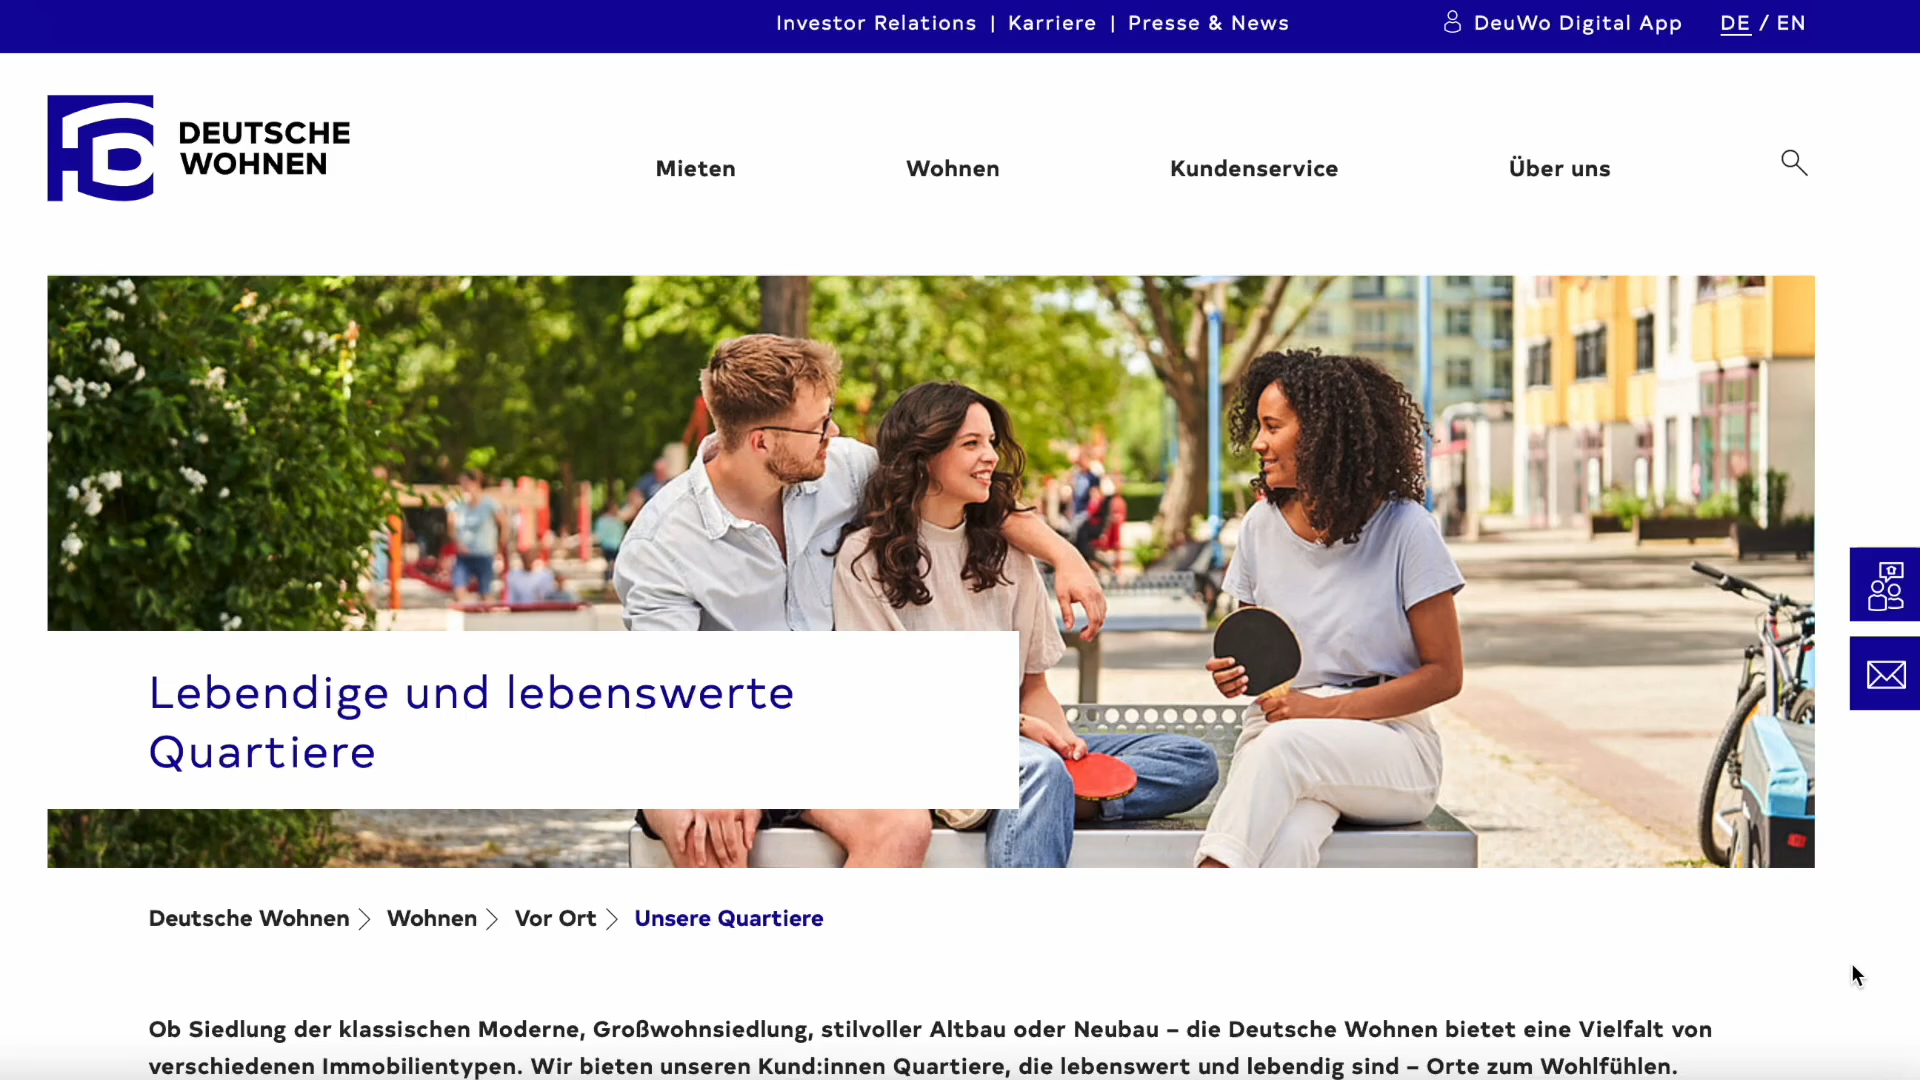 Investor Relations | Karriere | Presse & News
DeuWo Digital App
DE / EN
DEUTSCHE
WOHNEN
Mieten
Wohnen
Kundenservice
Über uns
Lebendige und lebenswerte
Quartiere
Deutsche Wohnen > Wohnen > Vor Ort > Unsere Quartiere
Ob Siedlung der klassischen Moderne, Großwohnsiedlung, stilvoller Altbau oder Neubau – die Deutsche Wohnen bietet eine Vielfalt von
verschiedenen Immobilientypen. Wir bieten unseren Kund:innen Quartiere, die lebenswert und lebendig sind – Orte zum Wohlfühlen.